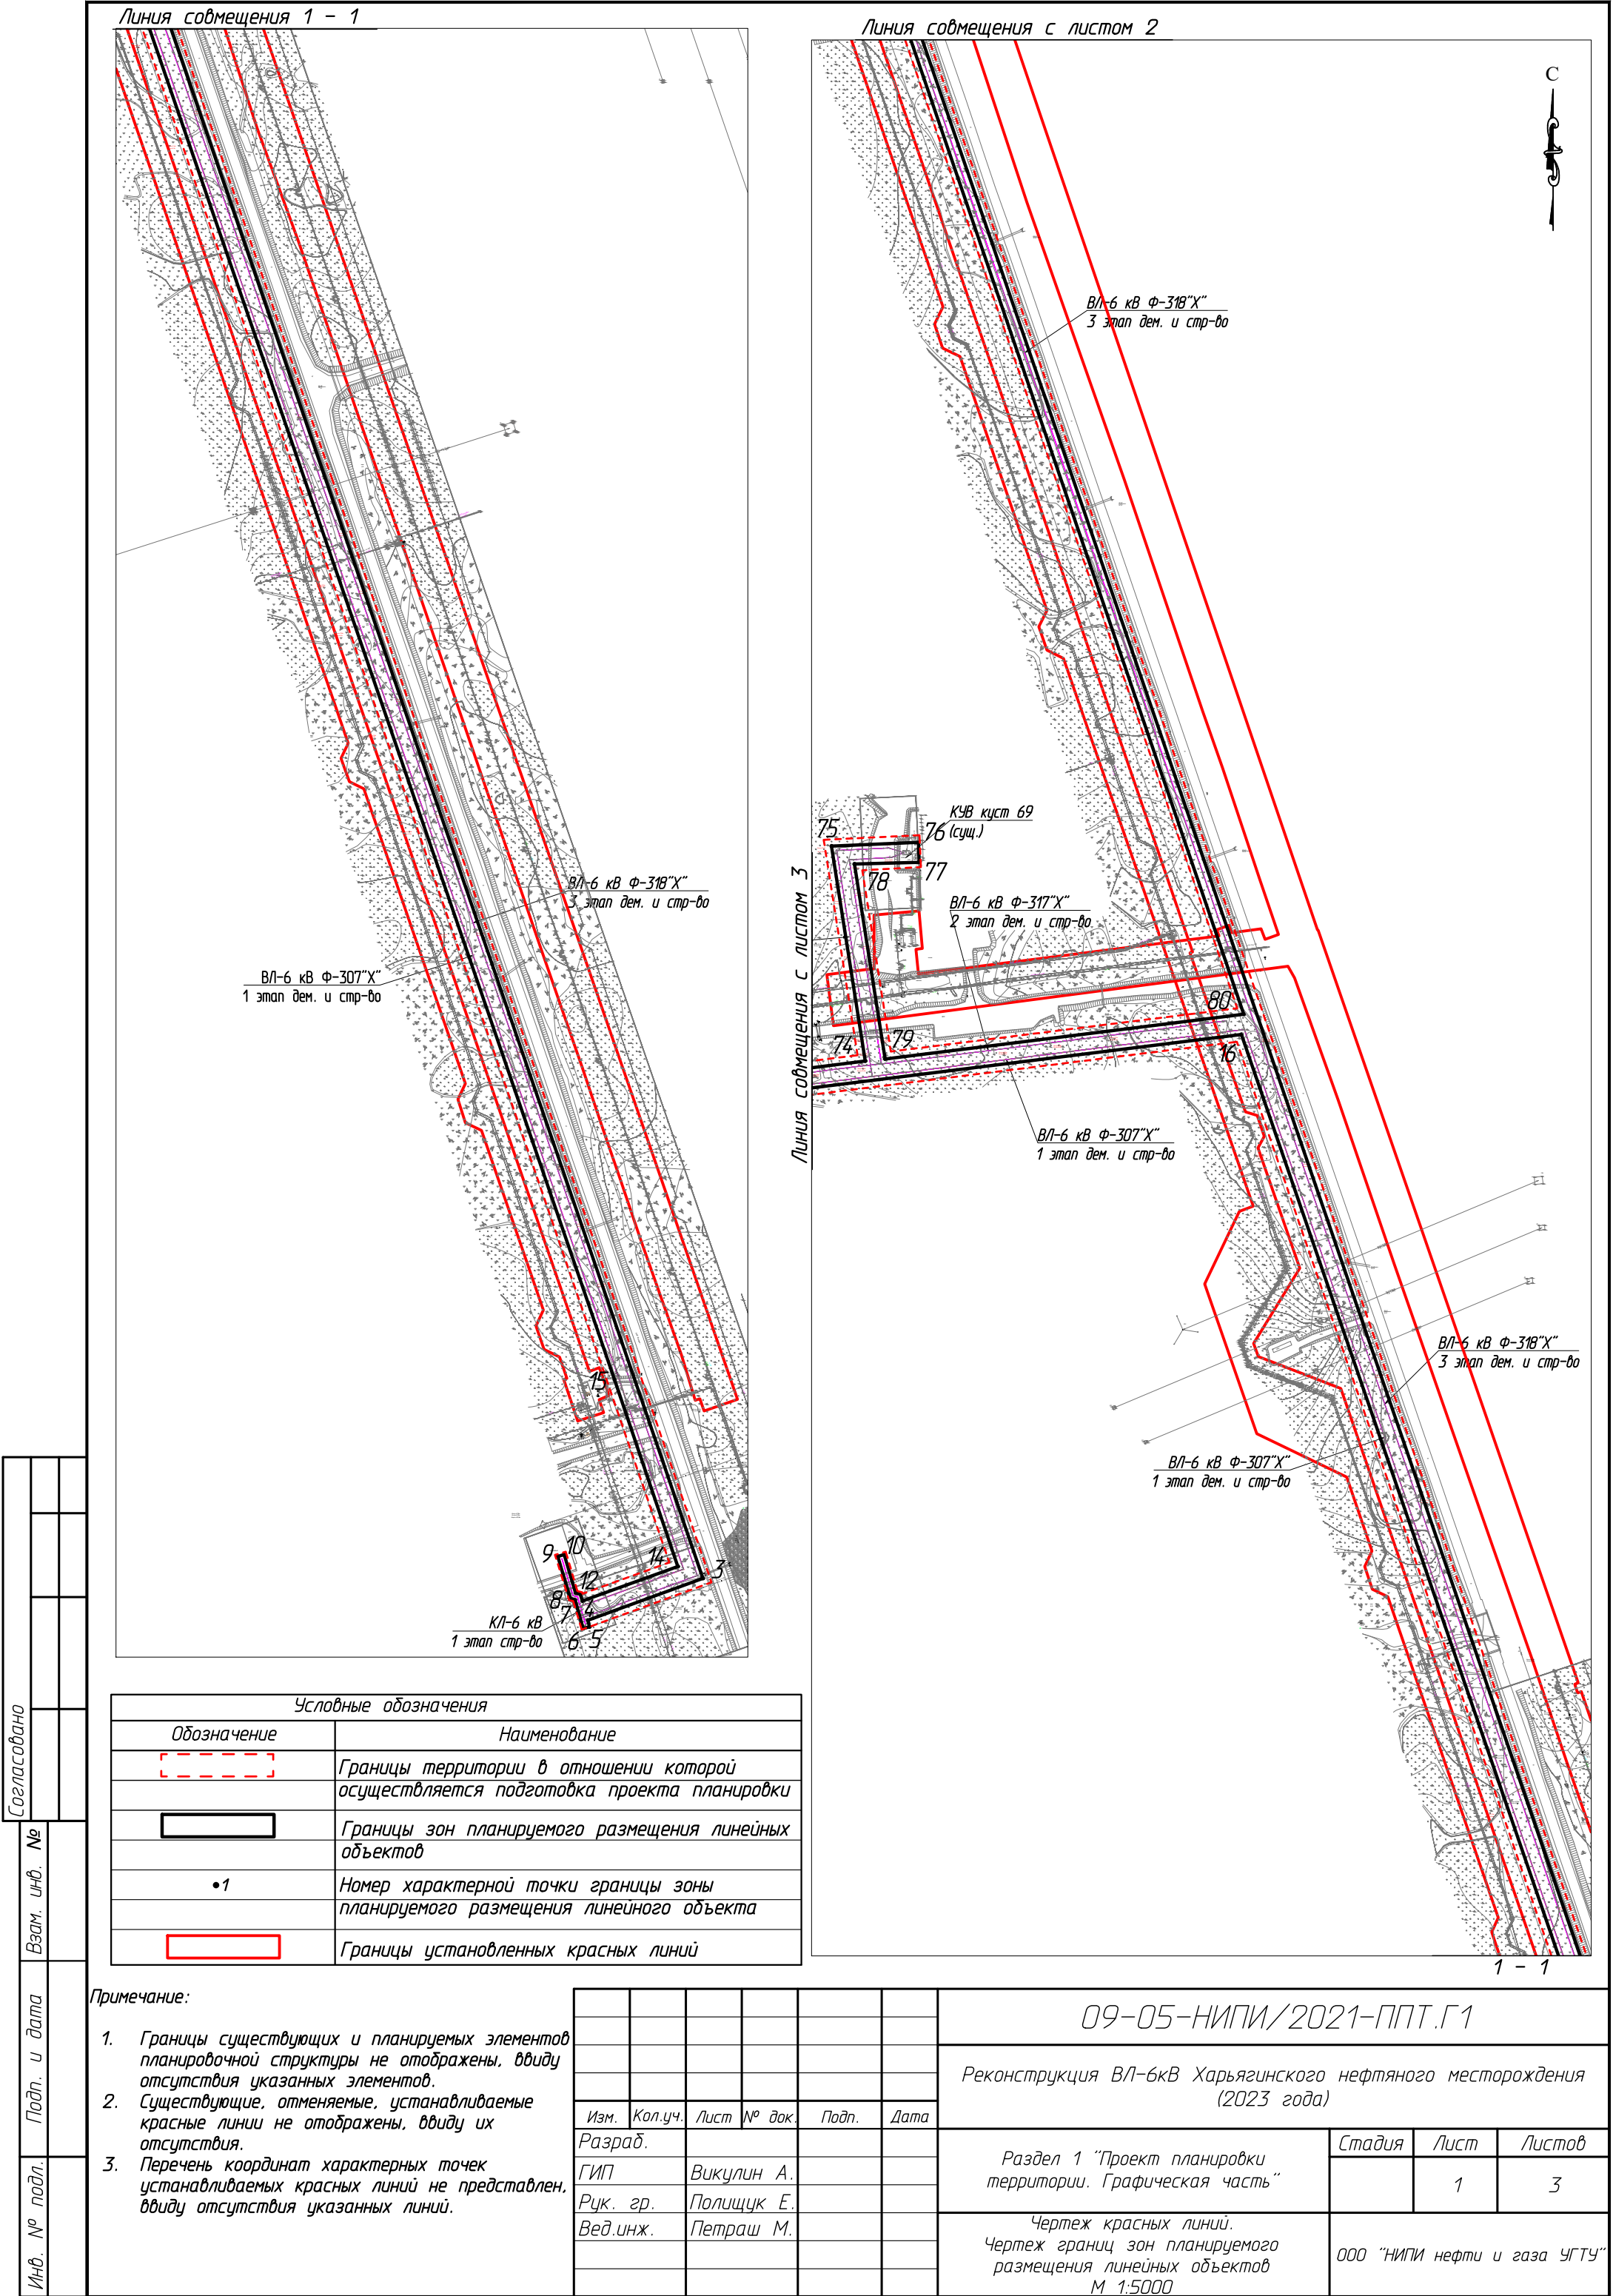 Линия совмещения 1 - 1
ВЛ-6 кВ Ф-318"Х"
3 этап дем. и стр-во
ВЛ-6 кВ Ф-307"Х"
1 этап дем. и стр-во
15
9
10
14
3
12
8
7
4
КЛ-6 кВ
1 этап стр-во
6
5
Линия совмещения с листом 2
С
ВЛ-6 кВ Ф-318"Х"
3 этап дем. и стр-во
КУВ куст 69
(сущ.)
75
76
77
78
ВЛ-6 кВ Ф-317"Х"
2 этап дем. и стр-во
Линия совмещения с листом 3
80
74
79
16
ВЛ-6 кВ Ф-307"Х"
1 этап дем. и стр-во
ВЛ-6 кВ Ф-318"Х"
3 этап дем. и стр-во
ВЛ-6 кВ Ф-307"Х"
1 этап дем. и стр-во
1 - 1
Условные обозначения
Обозначение
Наименование
Границы территории в отношении которой
осуществляется подготовка проекта планировки
Границы зон планируемого размещения линейных
объектов
•1
Номер характерной точки границы зоны
планируемого размещения линейного объекта
Границы установленных красных линий
Примечание:
1. Границы существующих и планируемых элементов
планировочной структуры не отображены, ввиду
отсутствия указанных элементов.
2. Существующие, отменяемые, устанавливаемые
красные линии не отображены, ввиду их
отсутствия.
3. Перечень координат характерных точек
устанавливаемых красных линий не представлен,
ввиду отсутствия указанных линий.
Согласовано
Взам. инв. №
Подп. и дата
Инв. № подл.
09-05-НИПИ/2021-ППТ.Г1
Реконструкция ВЛ-6кВ Харьягинского нефтяного месторождения
(2023 года)
Изм. Кол.уч. Лист № док. Подп. Дата
Разраб.
ГИП Викулин А.
Рук. гр. Полищук Е.
Вед.инж. Петраш М.
Раздел 1 "Проект планировки
территории. Графическая часть"
Стадия Лист Листов
1 3
Чертеж красных линий.
Чертеж границ зон планируемого
размещения линейных объектов
М 1:5000
ООО "НИПИ нефти и газа УГТУ"